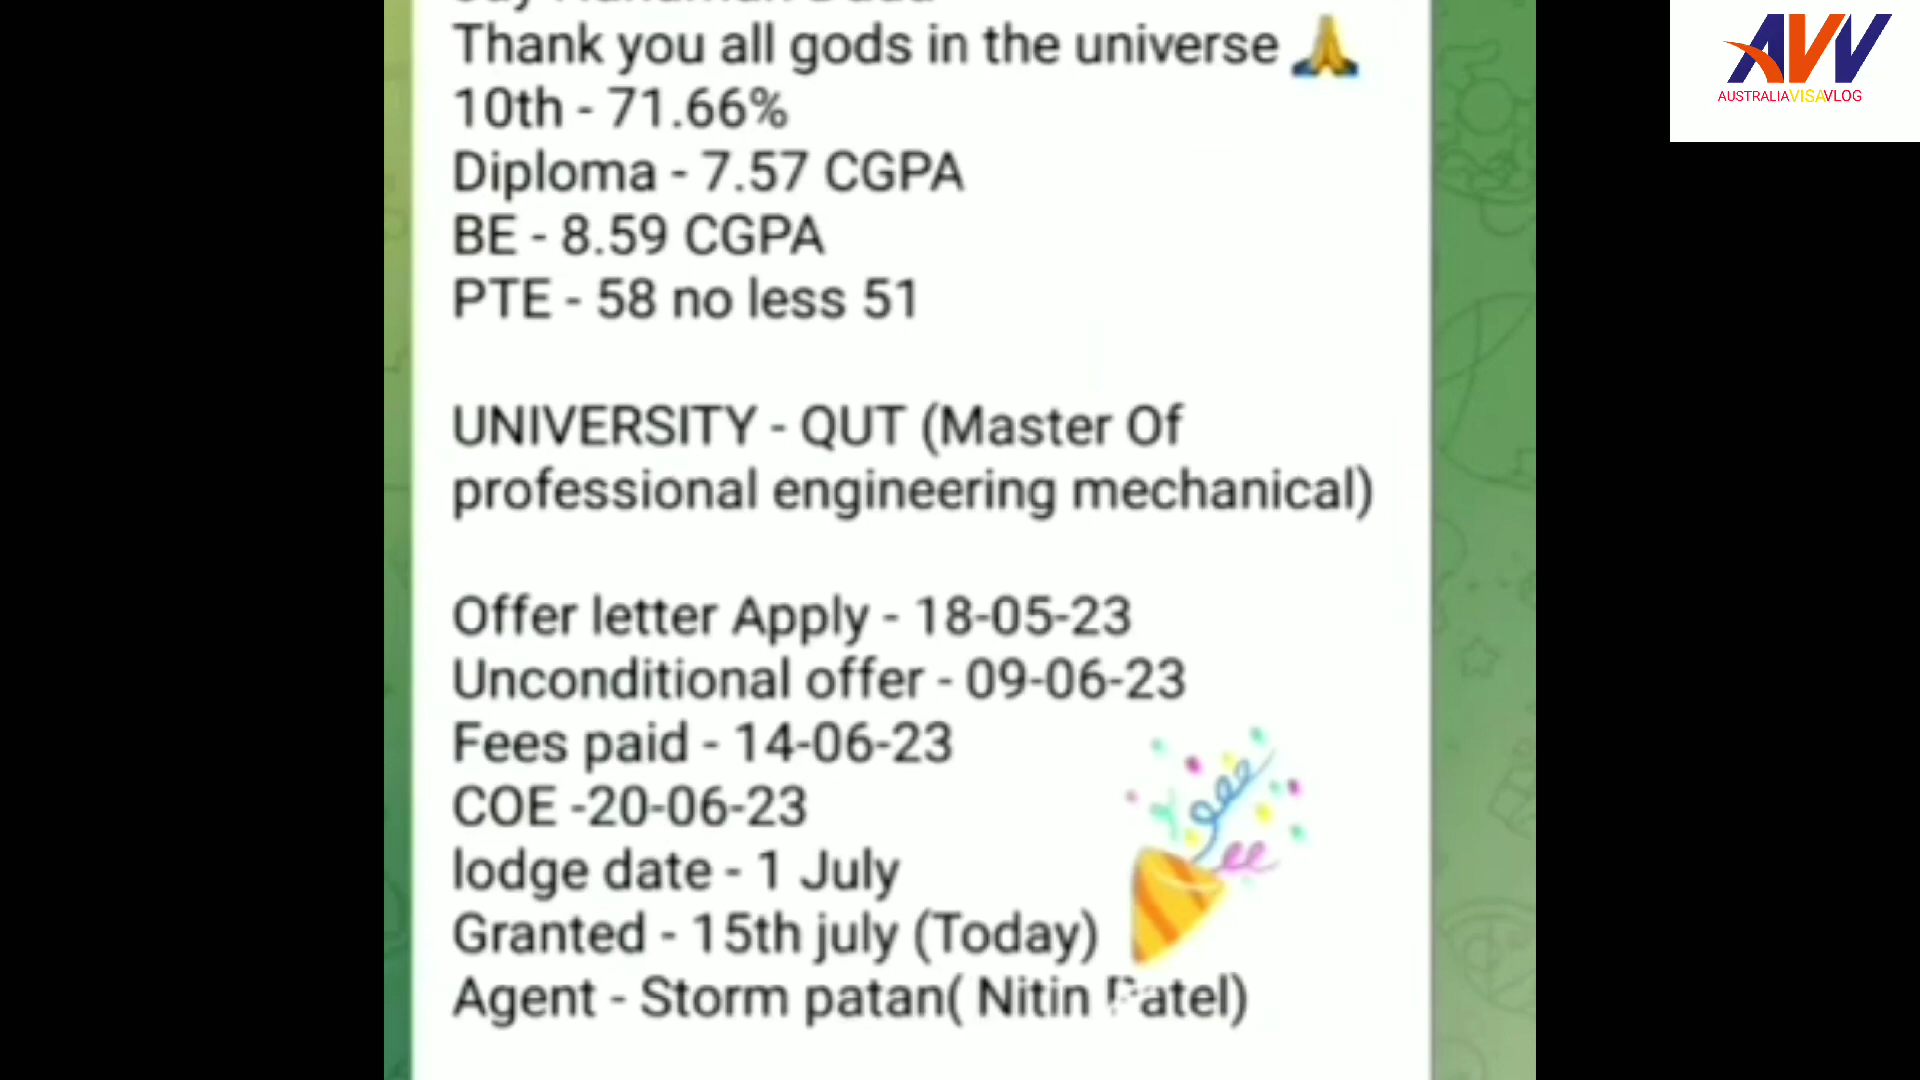 Thank you all gods in the universe 🙏
10th - 71.66%
Diploma - 7.57 CGPA
BE - 8.59 CGPA
PTE - 58 no less 51
UNIVERSITY - QUT (Master Of
professional engineering mechanical)
Offer letter Apply - 18-05-23
Unconditional offer - 09-06-23
Fees paid - 14-06-23
COE -20-06-23
lodge date - 1 July
Granted - 15th july (Today)
Agent - Storm patan( Nitin Patel)
AVV
AUSTRALIAVISAVLOG